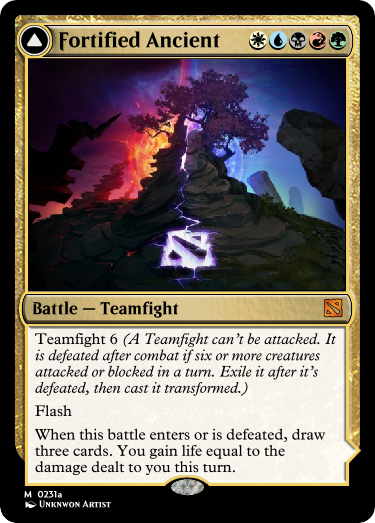 Fortified Ancient
Battle — Teamfight
Teamfight 6 (A Teamfight can't be attacked. It
is defeated after combat if six or more creatures
attacked or blocked in a turn. Exile it after it's
defeated, then cast it transformed.)
Flash
When this battle enters or is defeated, draw
three cards. You gain life equal to the
damage dealt to you this turn.
M 0231a
Unknwon Artist